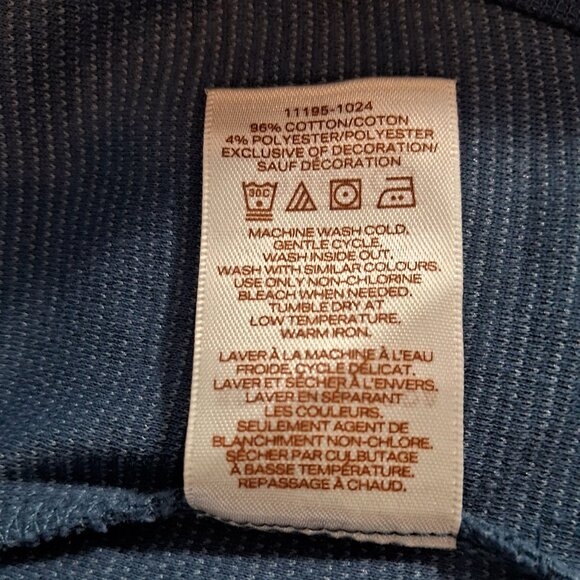 11195-1024
96% COTTON/COTON
4% POLYESTER/POLYESTER
EXCLUSIVE OF DECORATION/
SAUF DÉCORATION
30C
MACHINE WASH COLD.
GENTLE CYCLE.
WASH INSIDE OUT.
WASH WITH SIMILAR COLOURS.
USE ONLY NON-CHLORINE
BLEACH WHEN NEEDED.
TUMBLE DRY AT
LOW TEMPERATURE.
WARM IRON.
LAVER À LA MACHINE À L'EAU
FROIDE, CYCLE DÉLICAT.
LAVER ET SÉCHER À L'ENVERS.
LAVER EN SÉPARANT
LES COULEURS.
SEULEMENT AGENT DE
BLANCHIMENT NON-CHLORE.
SÉCHER PAR CULBUTAGE
À BASSE TEMPÉRATURE.
REPASSAGE À CHAUD.